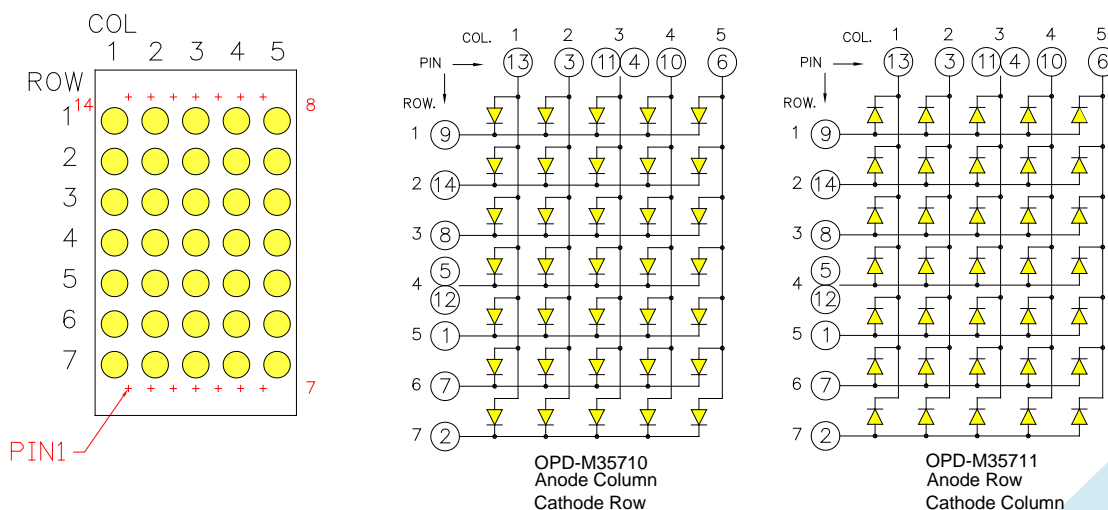 COL
1 2 3 4 5
ROW
14 8
1
2
3
4
5
6
7
7
PIN1
COL. 1 2 3 4 5
PIN 13 3 11 4 10 6
ROW.
1 9
2 14
3 8
5
4
12
5 1
6 7
7 2
OPD-M35710
Anode Column
Cathode Row
COL. 1 2 3 4 5
PIN 13 3 11 4 10 6
ROW.
1 9
2 14
3 8
5
4
12
5 1
6 7
7 2
OPD-M35711
Anode Row
Cathode Column